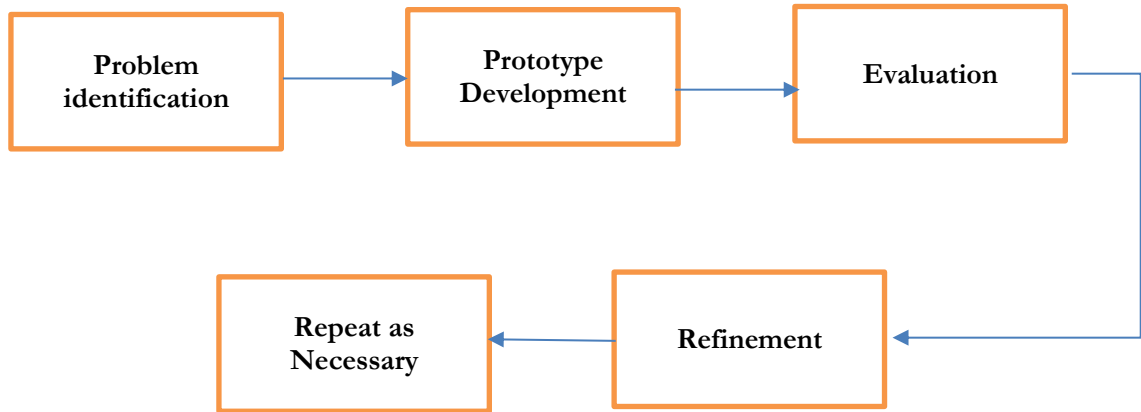 Problem
identification
Prototype
Development
Evaluation
Refinement
Repeat as
Necessary